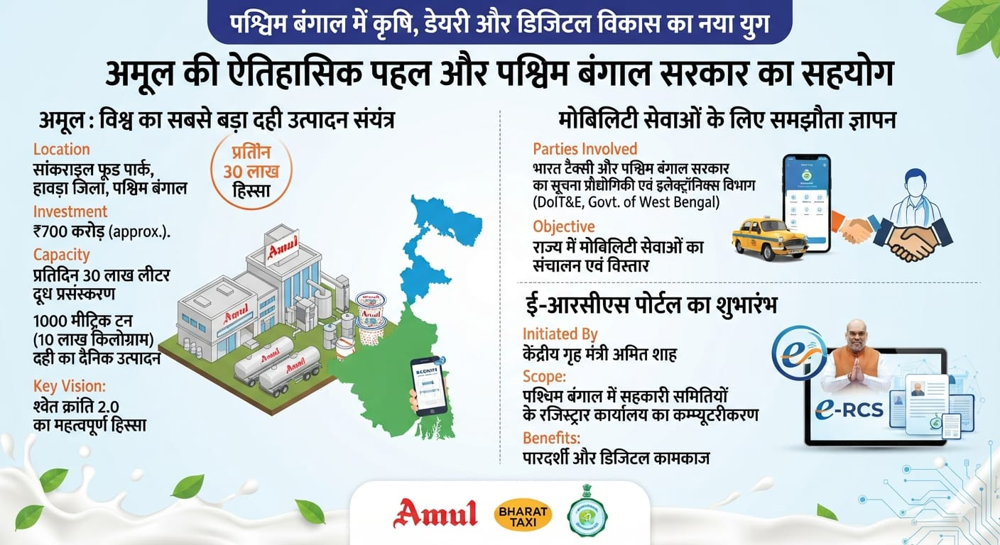 पश्चिम बंगाल में कृषि, डेयरी और डिजिटल विकास का नया युग
अमूल की ऐतिहासिक पहल और पश्चिम बंगाल सरकार का सहयोग
अमूल : विश्व का सबसे बड़ा दही उत्पादन संयंत्र
Location
सांकराइल फूड पार्क,
हावड़ा जिला, पश्चिम बंगाल
Investment
₹700 करोड़ (approx.).
Capacity
प्रतिदिन 30 लाख लीटर
दूध प्रसंस्करण
1000 मीट्रिक टन
(10 लाख किलोग्राम)
दही का दैनिक उत्पादन
Key Vision:
श्वेत क्रांति 2.0
का महत्वपूर्ण हिस्सा
30 लाख
हिस्सा
Amul
Amul
Amul
Amul
Amul
मोबिलिटी सेवाओं के लिए समझौता ज्ञापन
Parties Involved
भारत टैक्सी और पश्चिम बंगाल सरकार
का सूचना प्रौद्योगिकी एवं इलेक्ट्रॉनिक्स विभाग
(DoIT&E, Govt. of West Bengal)
Objective
राज्य में मोबिलिटी सेवाओं का
संचालन एवं विस्तार
ई-आरसीएस पोर्टल का शुभारंभ
Initiated By
केंद्रीय गृह मंत्री अमित शाह
Scope:
पश्चिम बंगाल में सहकारी समितियों
के रजिस्ट्रार कार्यालय का कम्प्यूटरीकरण
Benefits:
पारदर्शी और डिजिटल कामकाज
e
e-RCS
Amul
BHARAT
TAXI